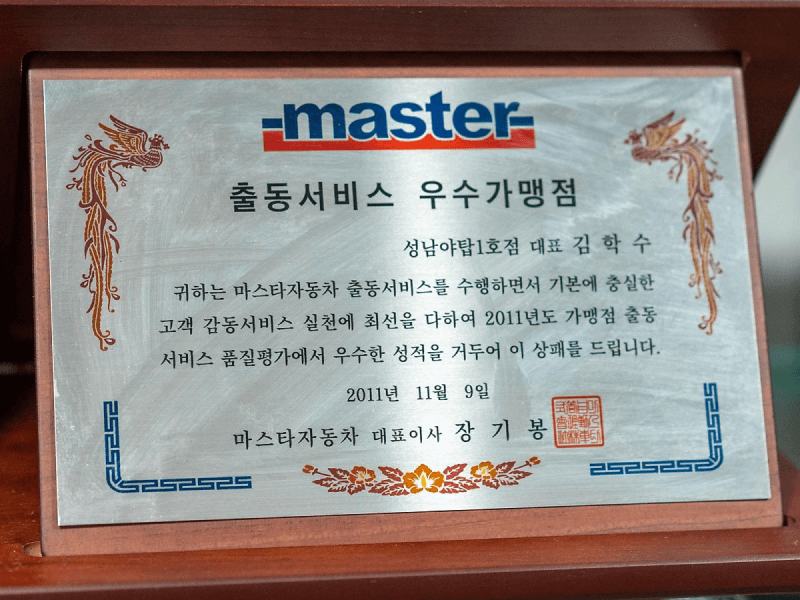 master
출동서비스 우수가맹점
성남야탑1호점 대표 김 학 수
귀하는 마스타자동차 출동서비스를 수행하면서 기본에 충실한
고객 감동서비스 실천에 최선을 다하여 2011년도 가맹점 출동
서비스 품질평가에서 우수한 성적을 거두어 이 상패를 드립니다.
2011년 11월 9일
마스타자동차 대표이사 장 기 봉